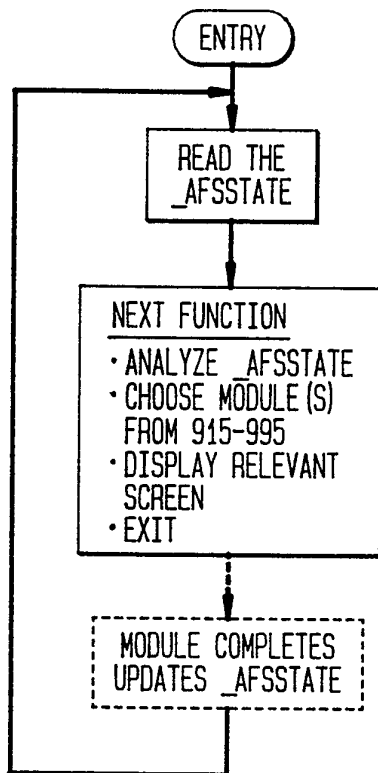 ENTRY
READ THE
_AFSSTATE
NEXT FUNCTION
· ANALYZE _AFSSTATE
· CHOOSE MODULE(S)
FROM 915-995
· DISPLAY RELEVANT
SCREEN
· EXIT
MODULE COMPLETES
UPDATES _AFSSTATE